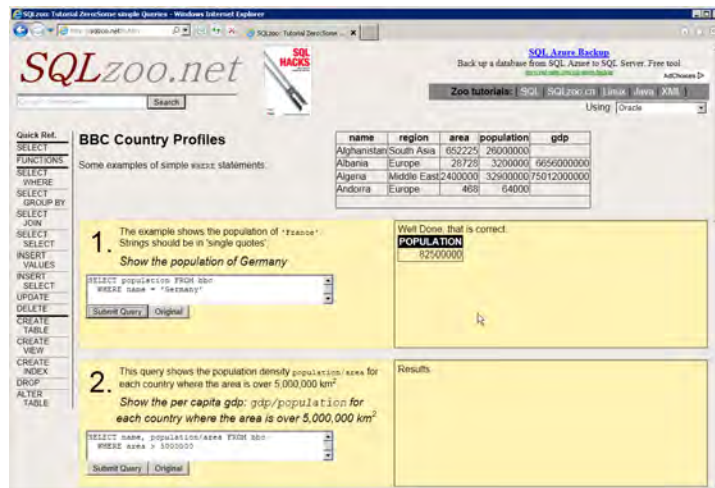 SQLzoo: Tutorial ZeroSome simple Queries - Windows Internet Explorer
SQLzoo: Tutorial ZeroSome ...
SQLzoo.net
SQL
HACKS
SQL Azure Backup
Back up a database from SQL Azure to SQL Server. Free tool
AdChoices
Search
Zoo tutorials: | SQL | SQLzoo.cn | Linux | Java | XML |
Using: Oracle
Quick Ref.
SELECT
FUNCTIONS
SELECT
WHERE
SELECT
GROUP BY
SELECT
JOIN
SELECT
SELECT
INSERT
VALUES
INSERT
SELECT
UPDATE
DELETE
CREATE
TABLE
CREATE
VIEW
CREATE
INDEX
DROP
ALTER
TABLE
BBC Country Profiles
Some examples of simple WHERE statements.
name region area population gdp
Afghanistan South Asia 652225 26000000
Albania Europe 28728 3200000 6656000000
Algeria Middle East 2400000 32900000 75012000000
Andorra Europe 468 64000
1. The example shows the population of 'France'.
Strings should be in 'single quotes';
Show the population of Germany
SELECT population FROM bbc
WHERE name = 'Germany'
Submit Query Original
Well Done, that is correct.
POPULATION
82500000
2. This query shows the population density population/area for
each country where the area is over 5,000,000 km²
Show the per capita gdp: gdp/population for
each country where the area is over 5,000,000 km²
SELECT name, population/area FROM bbc
WHERE area > 5000000
Submit Query Original
Results